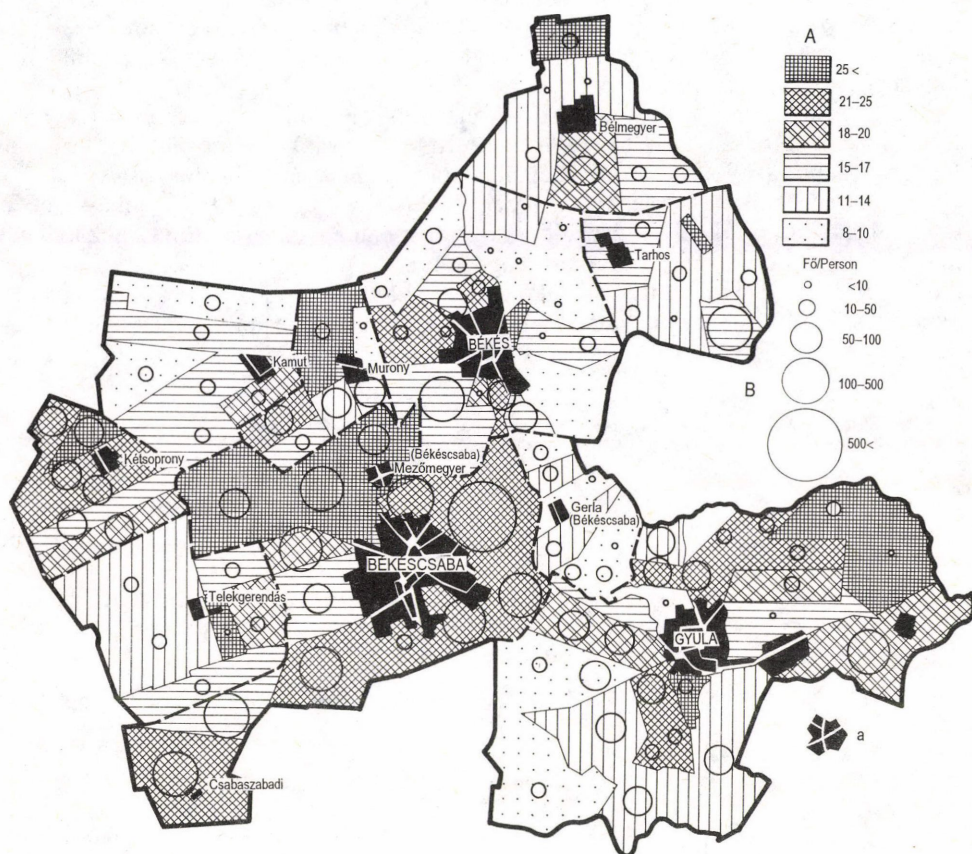 A
25 <
21–25
18–20
15–17
11–14
8–10
Fő/Person
<10
10–50
50–100
B
100–500
500<
a
Bélmegyer
Tarhos
BÉKÉS
Kamut
Murony
Kétsoprony
(Békéscsaba)
Mezőmegyer
Gerla
(Békéscsaba)
BÉKÉSCSABA
Telekgerendás
GYULA
Csabaszabadi